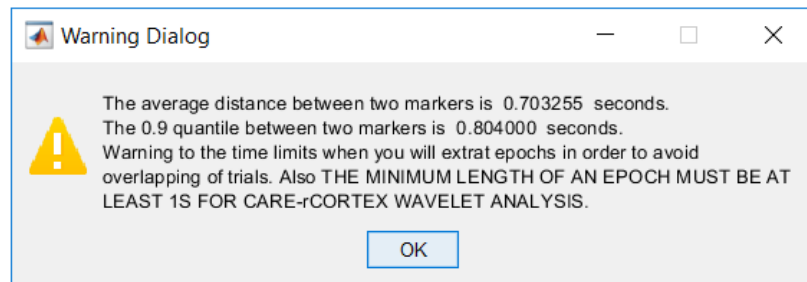 Warning Dialog
The average distance between two markers is  0.703255  seconds.
The 0.9 quantile between two markers is  0.804000  seconds.
Warning to the time limits when you will extrat epochs in order to avoid
overlapping of trials. Also THE MINIMUM LENGTH OF AN EPOCH MUST BE AT
LEAST 1S FOR CARE-rCORTEX WAVELET ANALYSIS.
OK